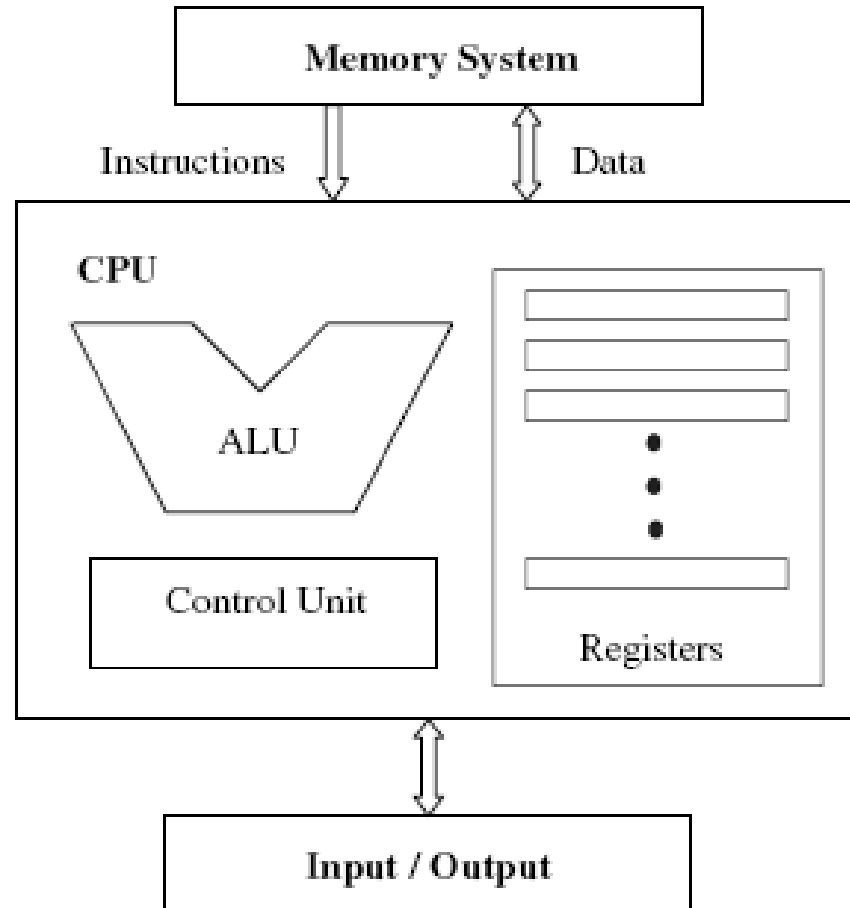 Memory System
Instructions
Data
CPU
ALU
Control Unit
Registers
Input / Output